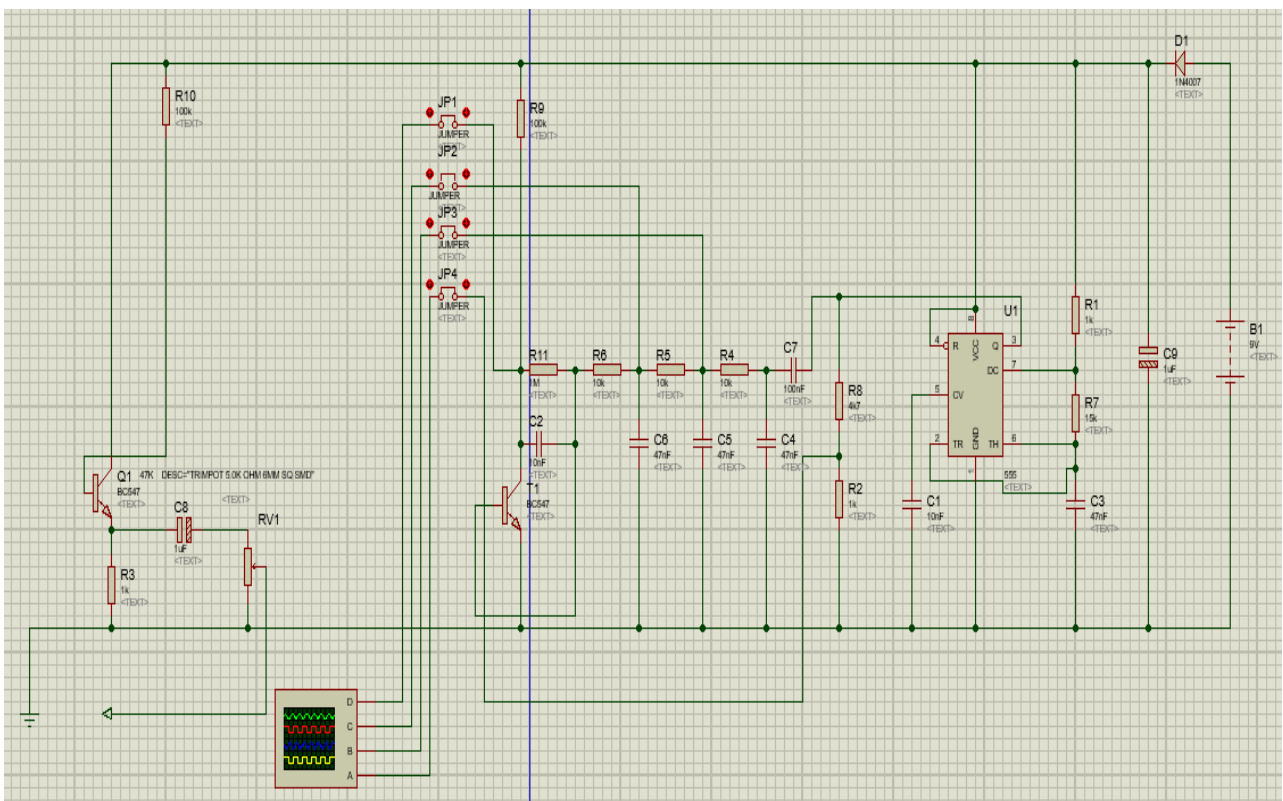 D1
1N4007
<TEXT>
R10
100k
<TEXT>
JP1
JUMPER
<TEXT>
R9
100k
<TEXT>
JP2
JUMPER
<TEXT>
JP3
JUMPER
<TEXT>
JP4
JUMPER
<TEXT>
U1
8
VCC
4
R
Q
3
DC
7
5
CV
2
TR
GND
TH
6
1
555
<TEXT>
R1
1k
<TEXT>
B1
9V
<TEXT>
C9
1uF
<TEXT>
R11
1M
R6
10k
<TEXT>
R5
10k
<TEXT>
R4
10k
<TEXT>
C7
100nF
<TEXT>
R8
4k7
<TEXT>
R7
15k
<TEXT>
C2
10nF
<TEXT>
C6
47nF
<TEXT>
C5
47nF
<TEXT>
C4
47nF
<TEXT>
Q1
47K DESC="TRIMPOT 5.0K OHM 6MM SQ SMD"
BC547
<TEXT>
<TEXT>
T1
BC547
<TEXT>
R2
1k
<TEXT>
C1
10nF
<TEXT>
C3
47nF
<TEXT>
C8
1uF
<TEXT>
RV1
R3
1k
<TEXT>
D
C
B
A